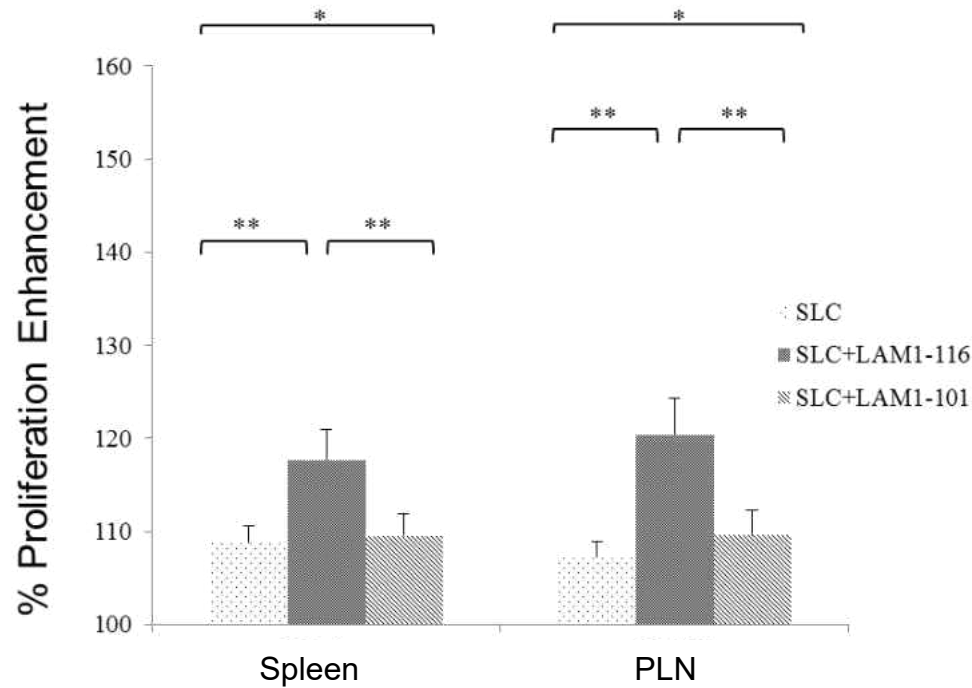 *
*
160
**
**
150
**
**
140
130
120
110
100
% Proliferation Enhancement
SLC
SLC+LAM1-116
SLC+LAM1-101
Spleen
PLN